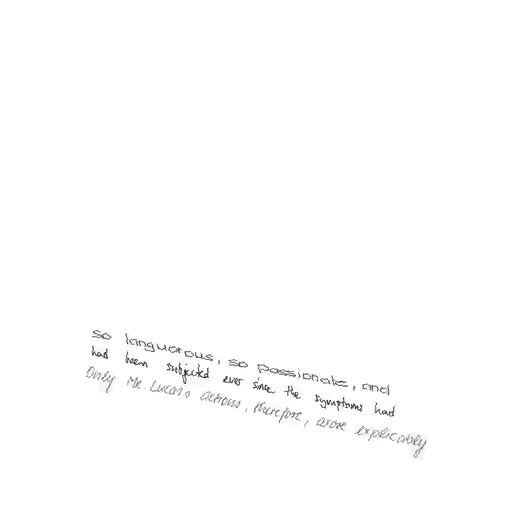 so languorous, so passionate, and
had been subjected ever since the symptoms had
Only Mr. Lucas's actions, therefore, were explicably